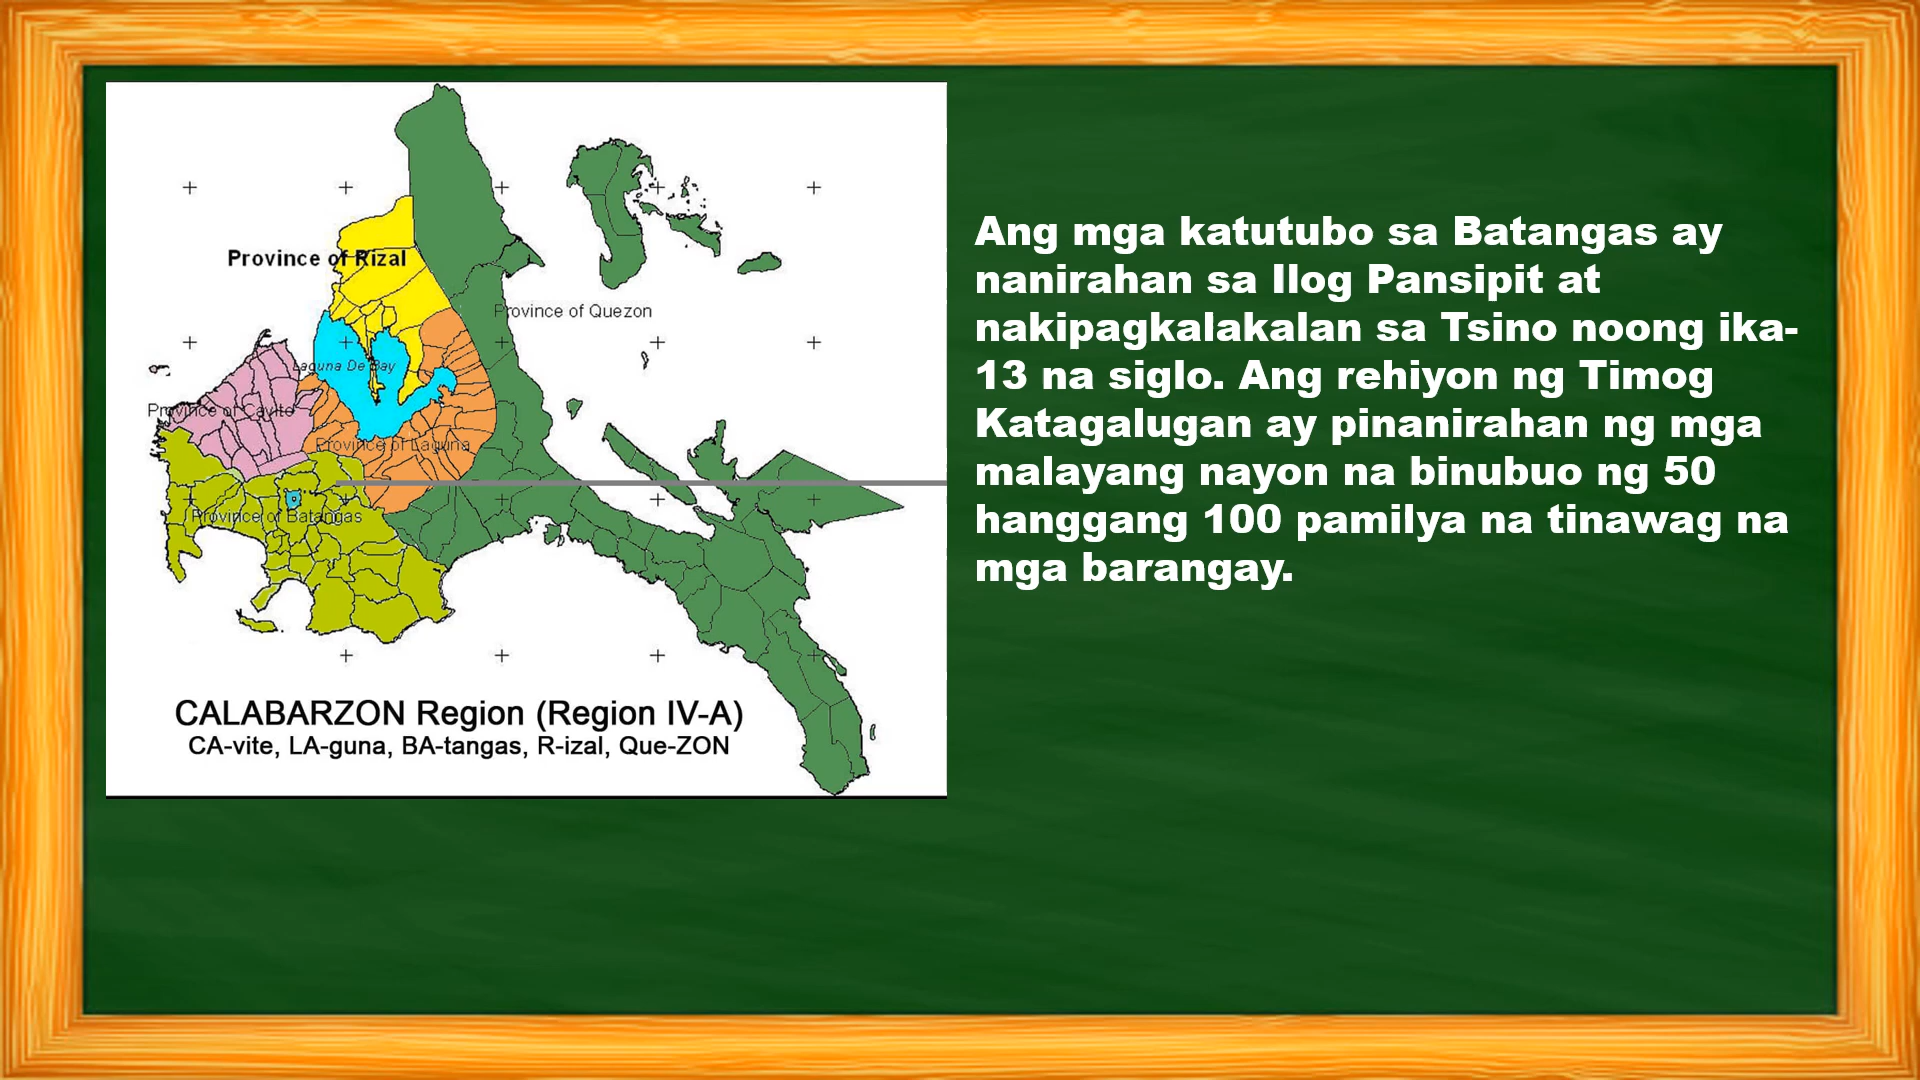 Province of Rizal
Province of Quezon
Laguna De Bay
Province of Cavite
Province of Laguna
Province of Batangas
CALABARZON Region (Region IV-A)
CA-vite, LA-guna, BA-tangas, R-izal, Que-ZON
Ang mga katutubo sa Batangas ay
nanirahan sa Ilog Pansipit at
nakipagkalakalan sa Tsino noong ika-
13 na siglo. Ang rehiyon ng Timog
Katagalugan ay pinanirahan ng mga
malayang nayon na binubuo ng 50
hanggang 100 pamilya na tinawag na
mga barangay.